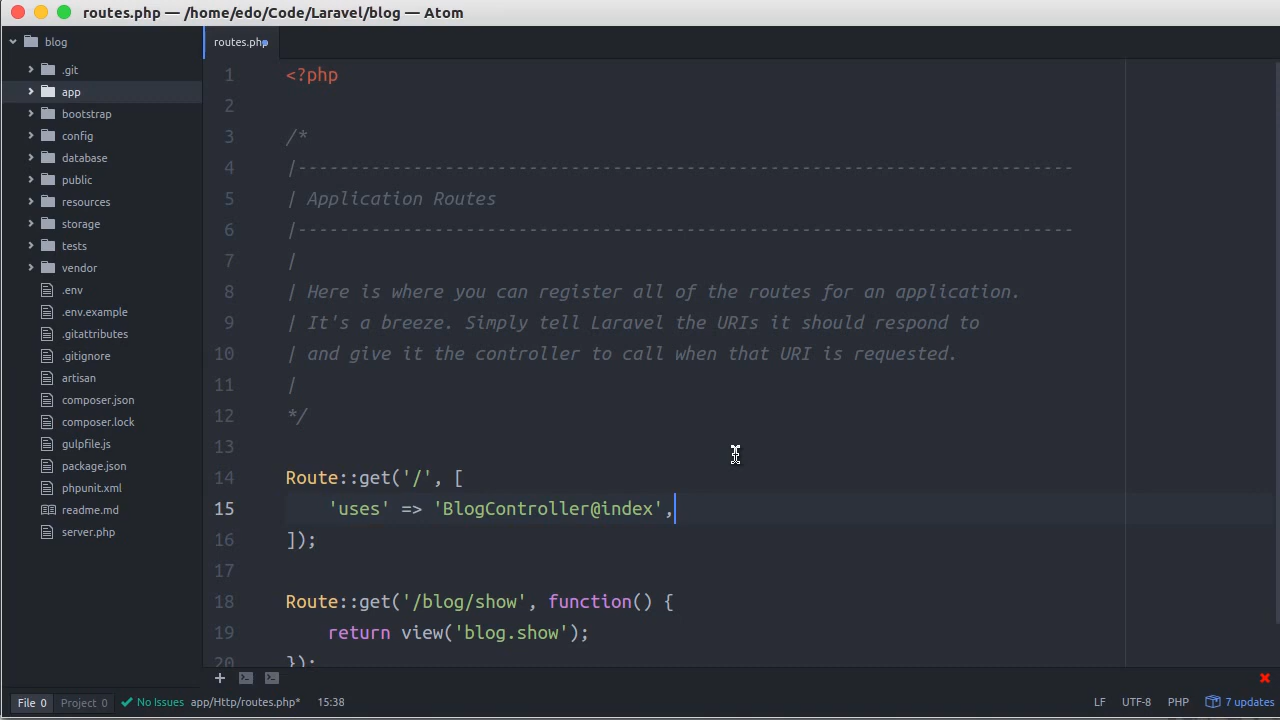 routes.php — /home/edo/Code/Laravel/blog — Atom
blog
.git
app
bootstrap
config
database
public
resources
storage
tests
vendor
.env
.env.example
.gitattributes
.gitignore
artisan
composer.json
composer.lock
gulpfile.js
package.json
phpunit.xml
readme.md
server.php
routes.php
1 <?php
2
3 /*
4 |--------------------------------------------------------------------------
5 | Application Routes
6 |--------------------------------------------------------------------------
7 |
8 | Here is where you can register all of the routes for an application.
9 | It's a breeze. Simply tell Laravel the URIs it should respond to
10 | and give it the controller to call when that URI is requested.
11 |
12 */
13
14 Route::get('/', [
15 'uses' => 'BlogController@index',
16 ]);
17
18 Route::get('/blog/show', function() {
19 return view('blog.show');
20 });
File 0 Project 0 No Issues app/Http/routes.php* 15:38 LF UTF-8 PHP 7 updates